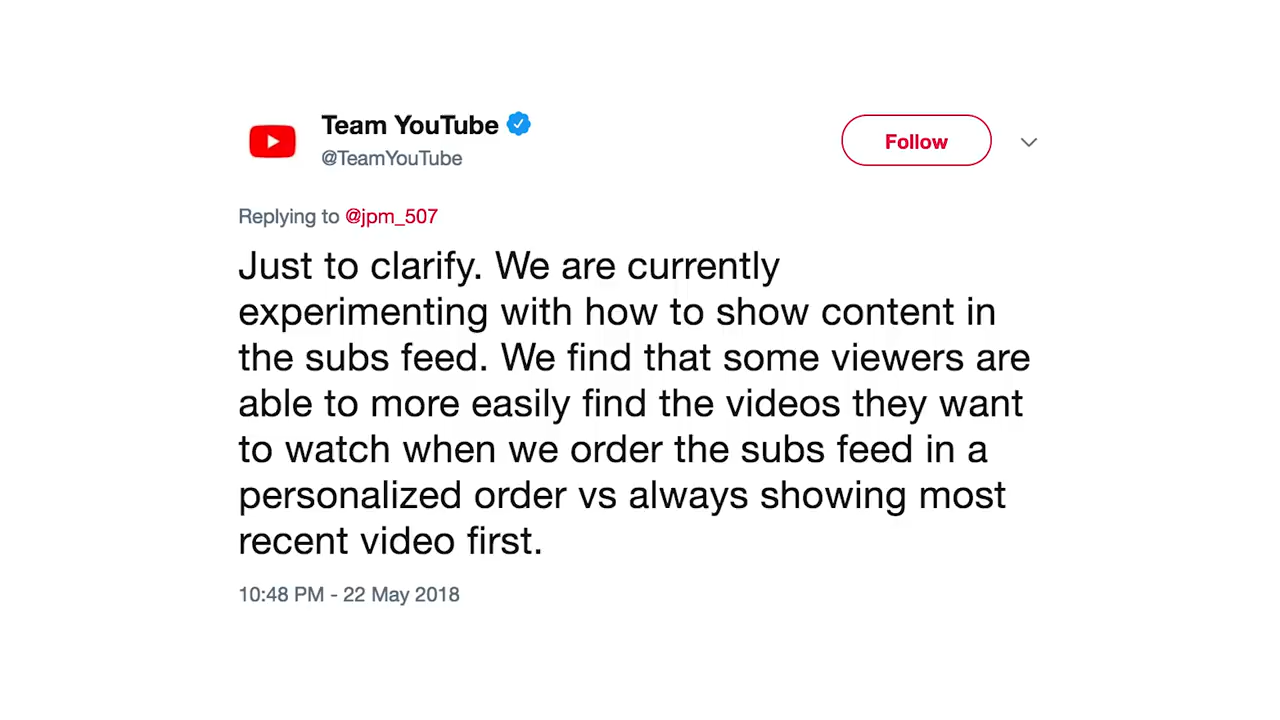 Team YouTube
@TeamYouTube
Follow
Replying to @jpm_507
Just to clarify. We are currently
experimenting with how to show content in
the subs feed. We find that some viewers are
able to more easily find the videos they want
to watch when we order the subs feed in a
personalized order vs always showing most
recent video first.
10:48 PM - 22 May 2018